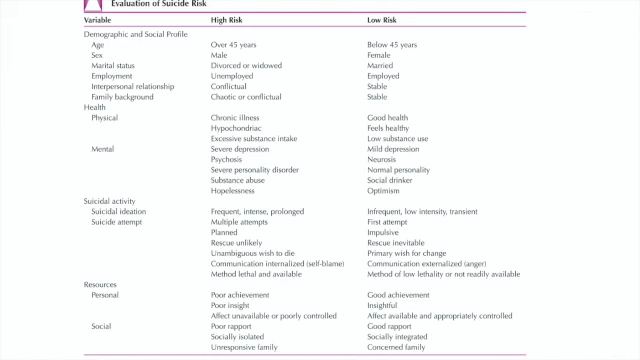 Evaluation of Suicide Risk
Variable High Risk Low Risk
Demographic and Social Profile
Age Over 45 years Below 45 years
Sex Male Female
Marital status Divorced or widowed Married
Employment Unemployed Employed
Interpersonal relationship Conflictual Stable
Family background Chaotic or conflictual Stable
Health
Physical Chronic illness Good health
Hypochondriac Feels healthy
Excessive substance intake Low substance use
Mental Severe depression Mild depression
Psychosis Neurosis
Severe personality disorder Normal personality
Substance abuse Social drinker
Hopelessness Optimism
Suicidal activity
Suicidal ideation Frequent, intense, prolonged Infrequent, low intensity, transient
Suicide attempt Multiple attempts First attempt
Planned Impulsive
Rescue unlikely Rescue inevitable
Unambiguous wish to die Primary wish for change
Communication internalized (self-blame) Communication externalized (anger)
Method lethal and available Method of low lethality or not readily available
Resources
Personal Poor achievement Good achievement
Poor insight Insightful
Affect unavailable or poorly controlled Affect available and appropriately controlled
Social Poor rapport Good rapport
Socially isolated Socially integrated
Unresponsive family Concerned family